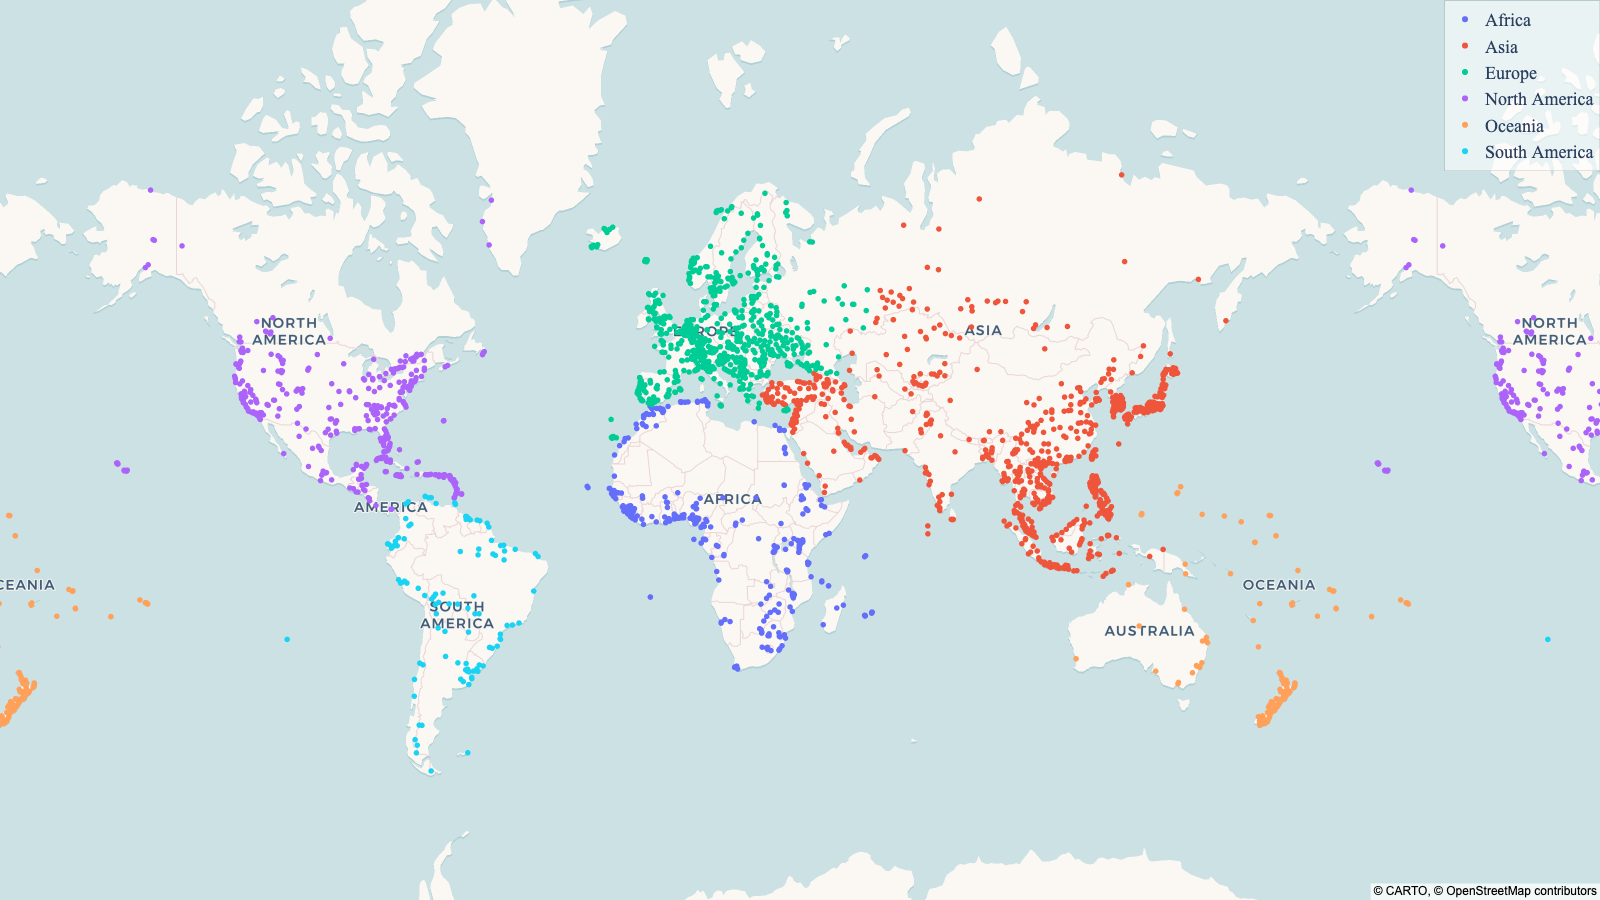 Africa
Asia
Europe
North America
Oceania
South America
NORTH
AMERICA
EUROPE
ASIA
NORTH
AMERICA
AFRICA
AMERICA
CEANIA
OCEANIA
SOUTH
AMERICA
AUSTRALIA
© CARTO, © OpenStreetMap contributors